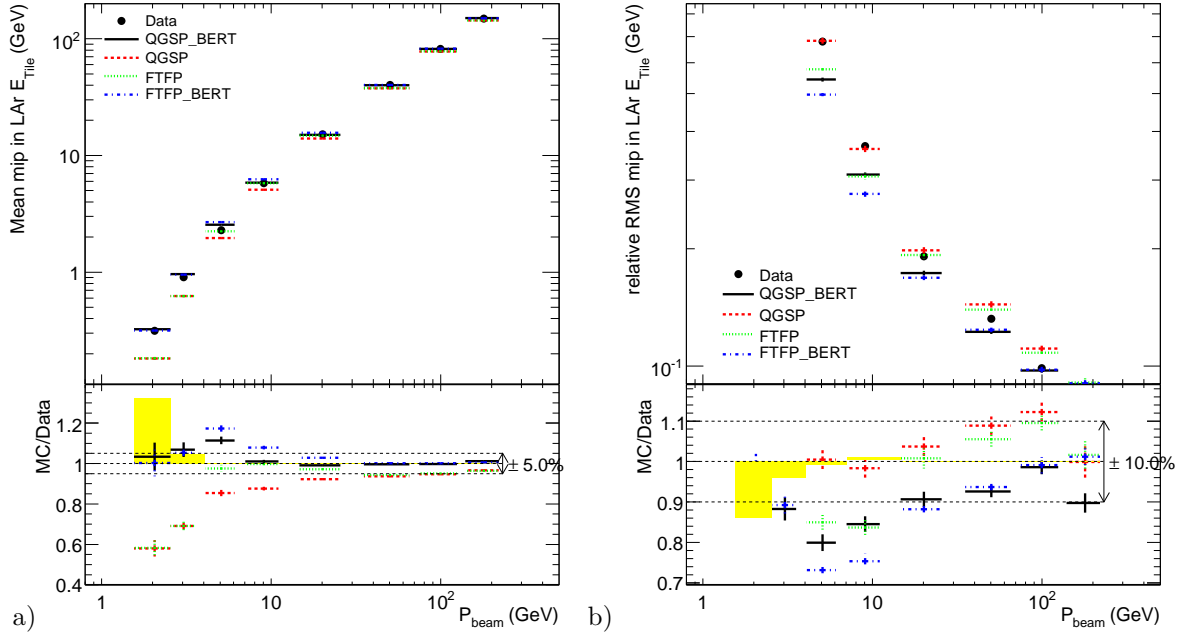 Mean mip in LAr E_Tile (GeV)
10²
10
1
Data
QGSP_BERT
QGSP
FTFP
FTFP_BERT
MC/Data
1.2
1
0.8
0.6
0.4
± 5.0%
1
10
10²
P_beam (GeV)
a)
relative RMS mip in LAr E_Tile (GeV)
10⁻¹
Data
QGSP_BERT
QGSP
FTFP
FTFP_BERT
MC/Data
1.1
1
0.9
0.8
0.7
± 10.0%
1
10
10²
P_beam (GeV)
b)